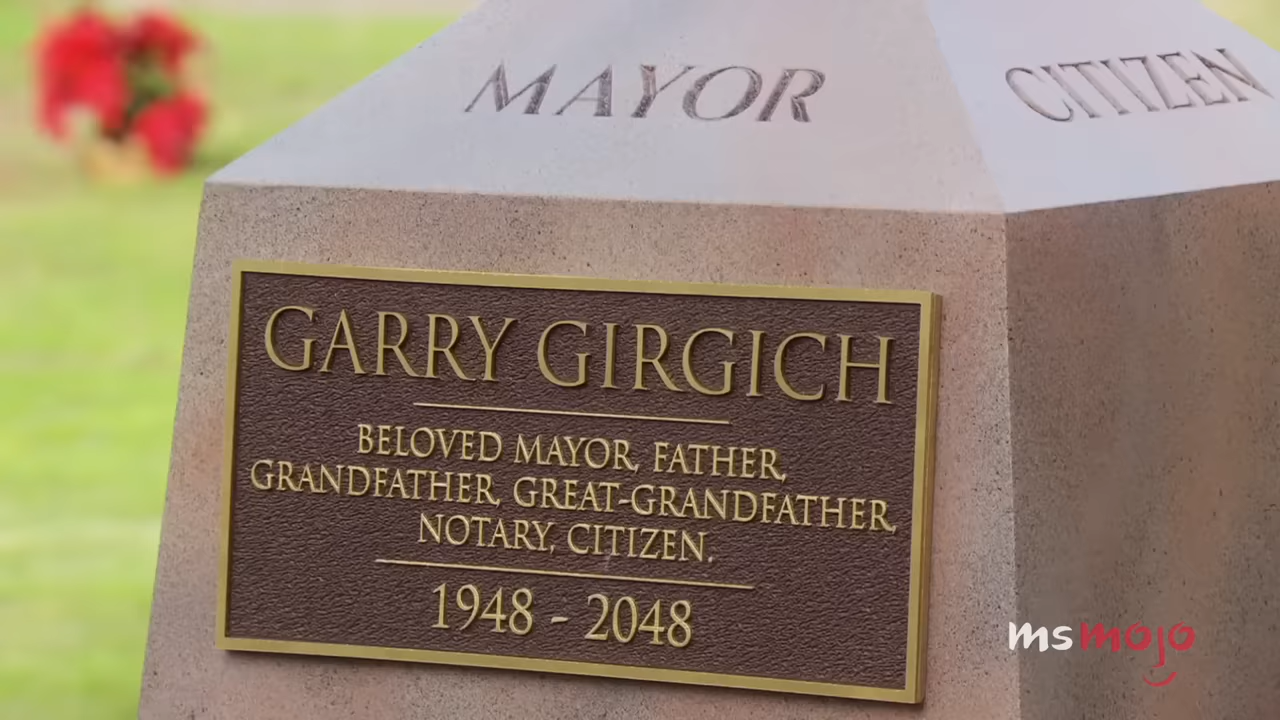 MAYOR
CITIZEN
GARRY GIRGICH
BELOVED MAYOR, FATHER,
GRANDFATHER, GREAT-GRANDFATHER,
NOTARY, CITIZEN.
1948 - 2048
msmojo